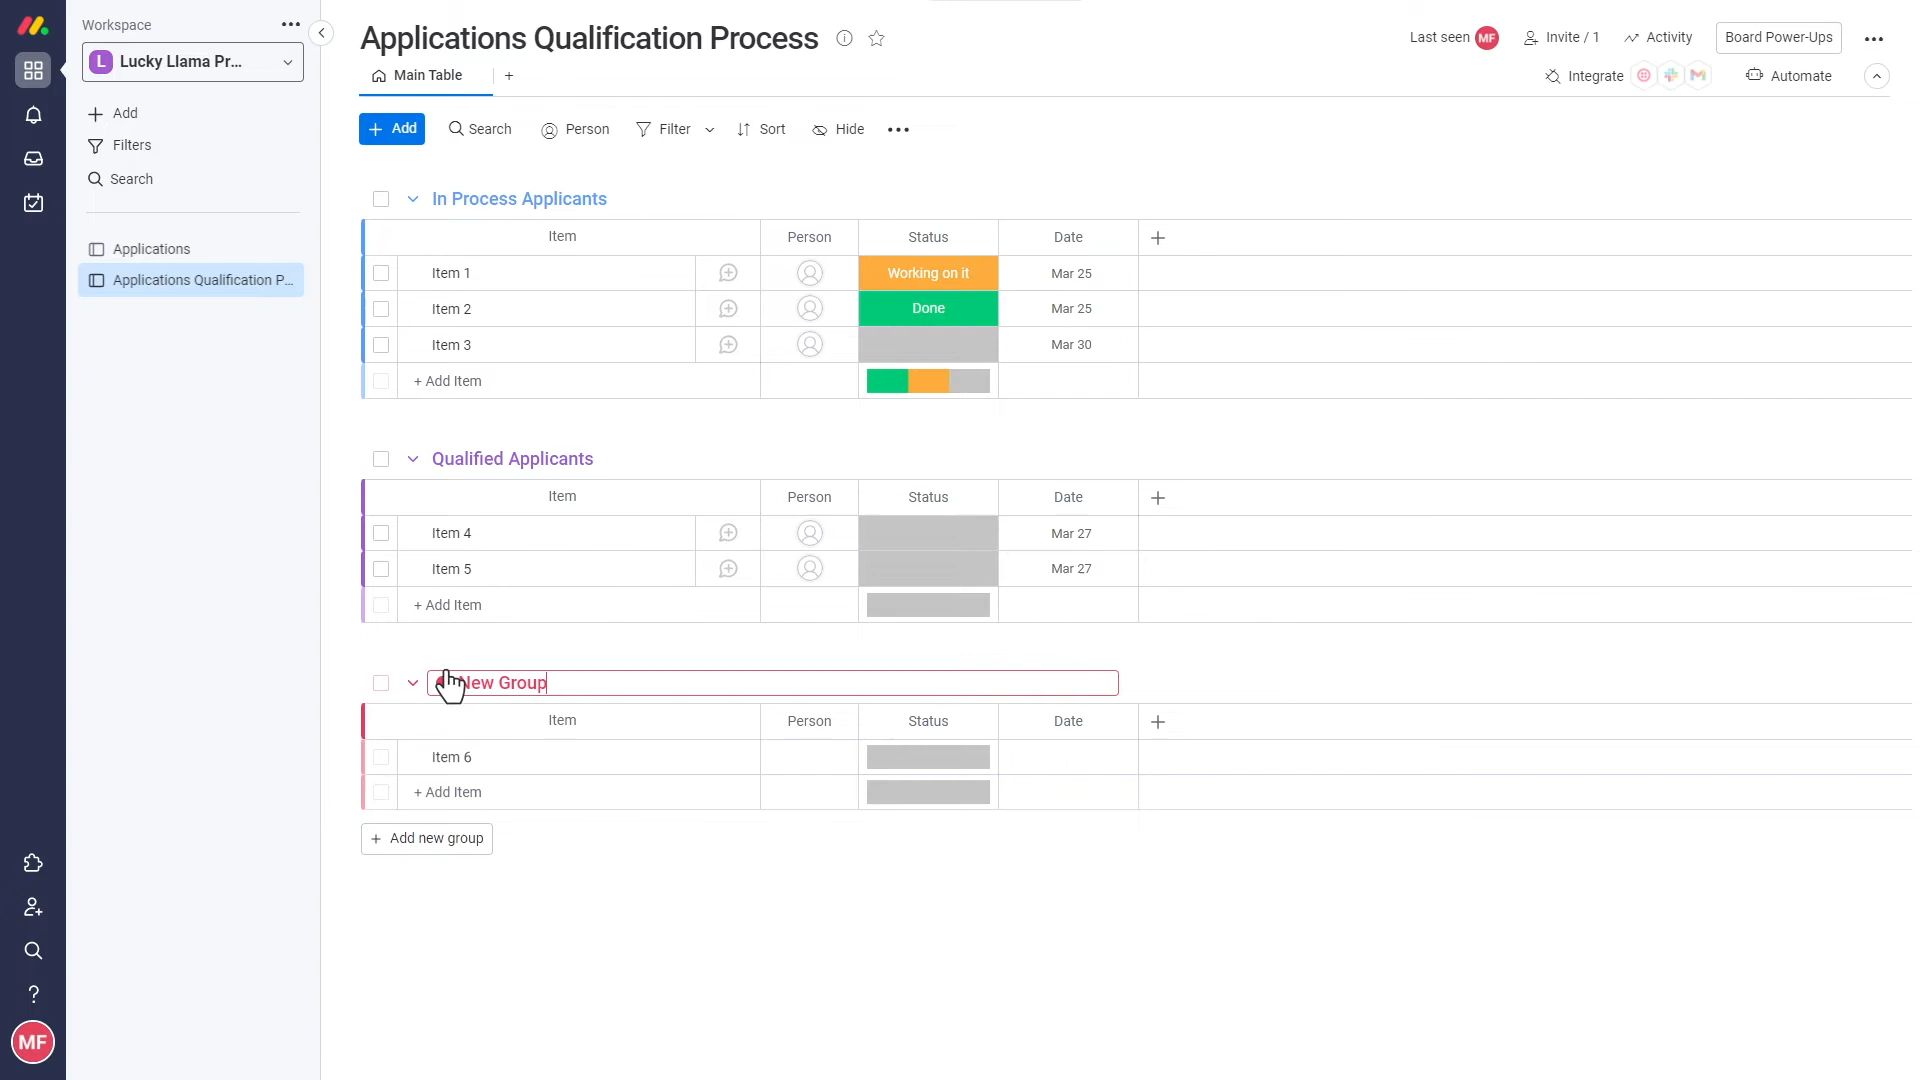 Workspace
L Lucky Llama Pr...
Add
Filters
Search
Applications
Applications Qualification P...
MF
Applications Qualification Process
Last seen MF
Invite / 1
Activity
Board Power-Ups
Main Table
Integrate
Automate
Add
Search
Person
Filter
Sort
Hide
In Process Applicants
Item Person Status Date
Item 1 Working on it Mar 25
Item 2 Done Mar 25
Item 3 Mar 30
+ Add Item
Qualified Applicants
Item Person Status Date
Item 4 Mar 27
Item 5 Mar 27
+ Add Item
New Group
Item Person Status Date
Item 6
+ Add Item
+ Add new group